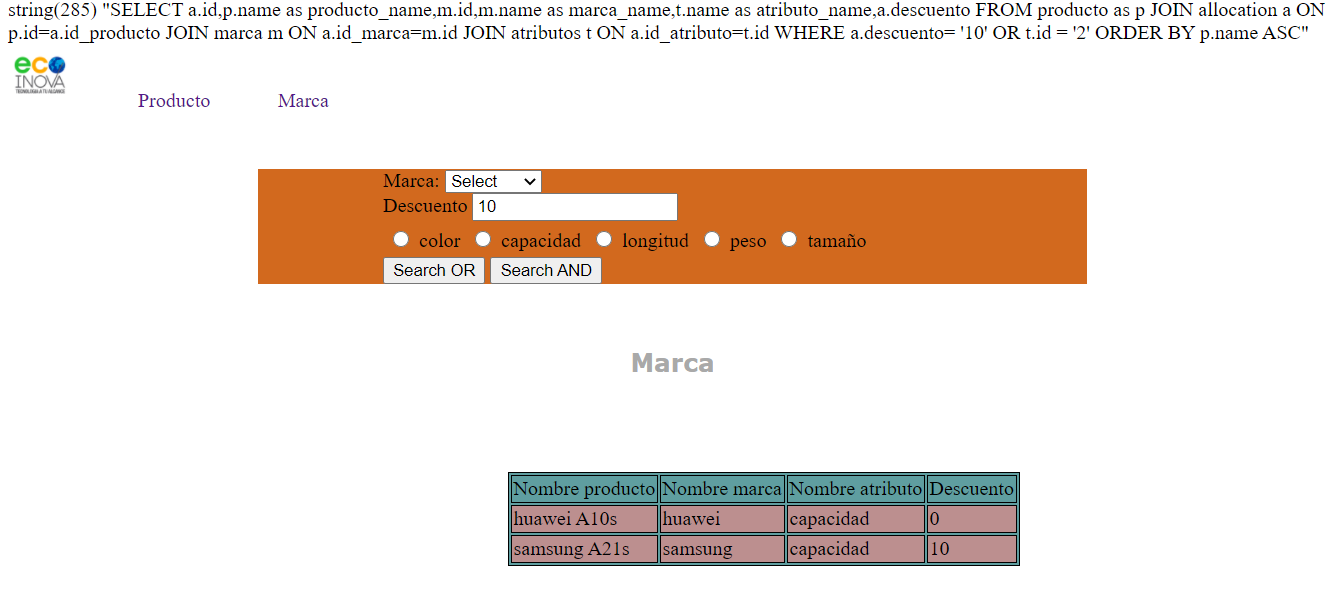 string(285) "SELECT a.id,p.name as producto_name,m.id,m.name as marca_name,t.name as atributo_name,a.descuento FROM producto as p JOIN allocation a ON
p.id=a.id_producto JOIN marca m ON a.id_marca=m.id JOIN atributos t ON a.id_atributo=t.id WHERE a.descuento= '10' OR t.id = '2' ORDER BY p.name ASC"
eco
INOVA
TECNOLOGIA A TU ALCANCE
Producto Marca
Marca: Select
Descuento 10
color capacidad longitud peso tamaño
Search OR Search AND
Marca
Nombre producto Nombre marca Nombre atributo Descuento
huawei A10s huawei capacidad 0
samsung A21s samsung capacidad 10